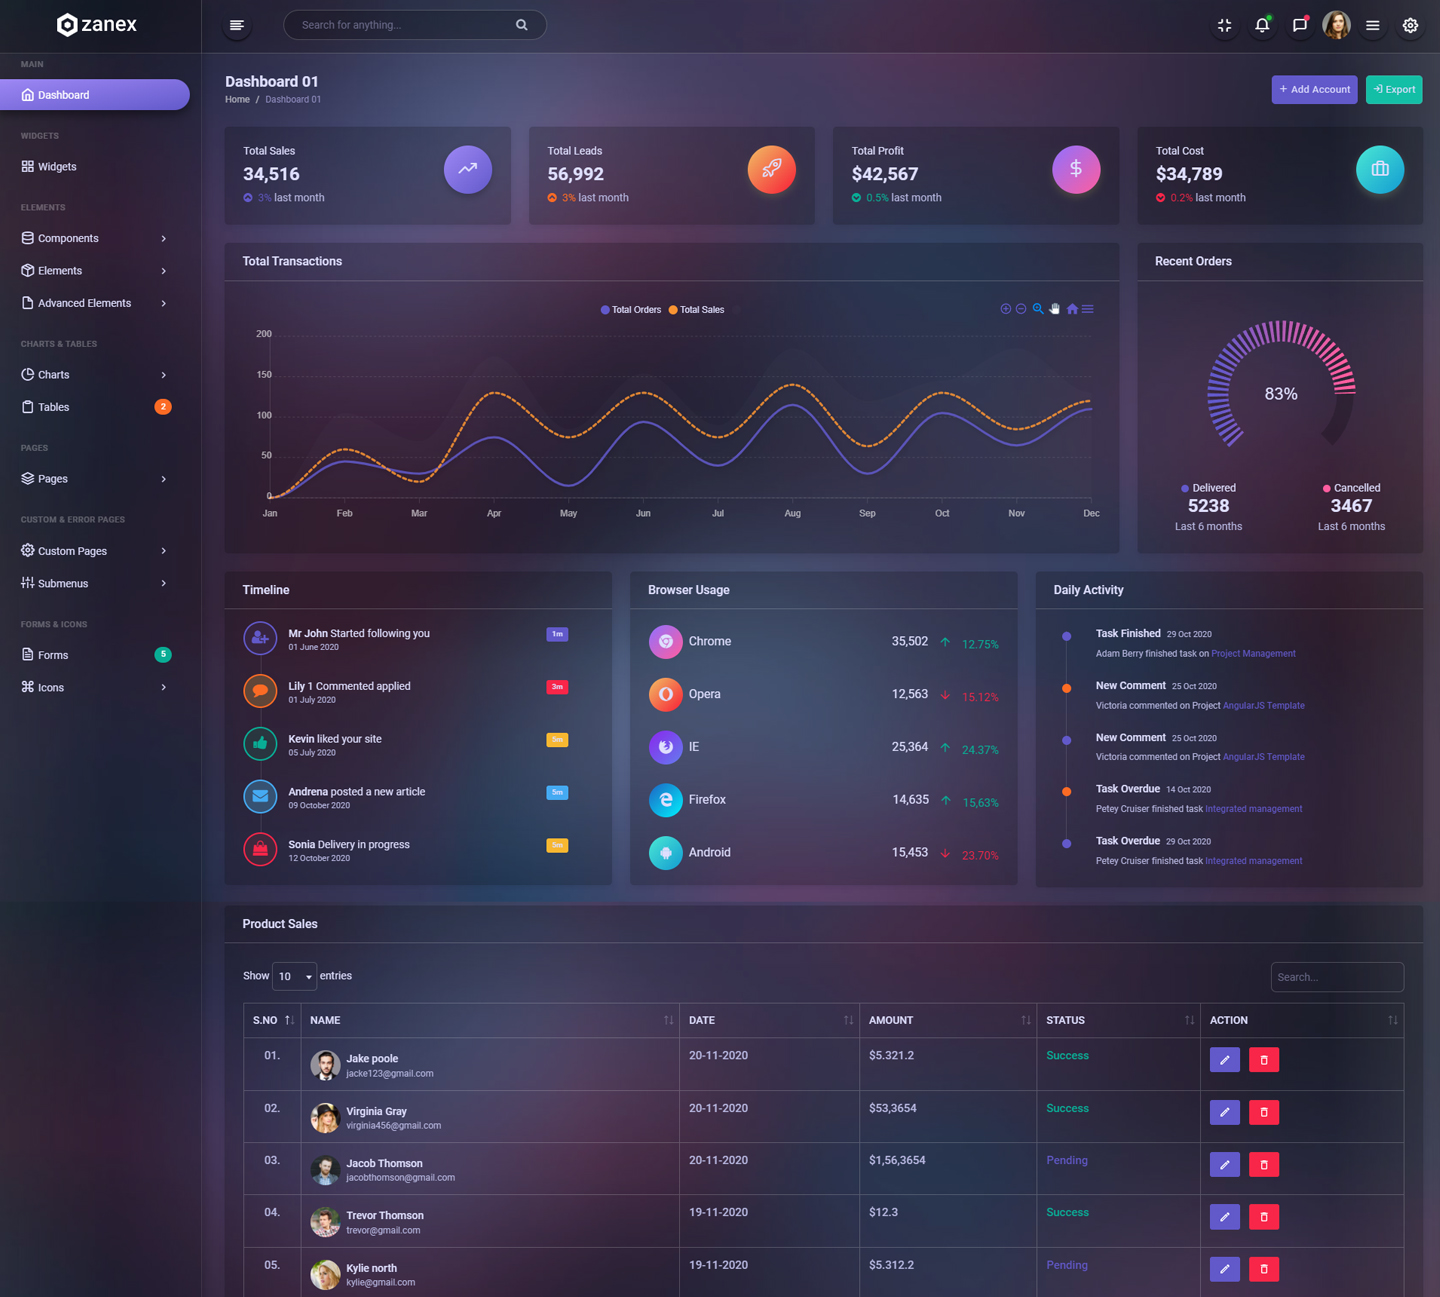 zanex
Search for anything...
MAIN
Dashboard
WIDGETS
Widgets
ELEMENTS
Components
Elements
Advanced Elements
CHARTS & TABLES
Charts
Tables 2
PAGES
Pages
CUSTOM & ERROR PAGES
Custom Pages
Submenus
FORMS & ICONS
Forms 5
Icons
Dashboard 01
Home / Dashboard 01
+ Add Account
Export
Total Sales
34,516
3% last month
Total Leads
56,992
3% last month
Total Profit
$42,567
0.5% last month
Total Cost
$34,789
0.2% last month
Total Transactions
Total Orders Total Sales
200
150
100
50
0
Jan Feb Mar Apr May Jun Jul Aug Sep Oct Nov Dec
Recent Orders
83%
Delivered
5238
Last 6 months
Cancelled
3467
Last 6 months
Timeline
Mr John Started following you 1m
01 June 2020
Lily 1 Commented applied 3m
01 July 2020
Kevin liked your site 5m
05 July 2020
Andrena posted a new article 5m
09 October 2020
Sonia Delivery in progress 5m
12 October 2020
Browser Usage
Chrome 35,502 12.75%
Opera 12,563 15.12%
IE 25,364 24.37%
Firefox 14,635 15,63%
Android 15,453 23.70%
Daily Activity
Task Finished 29 Oct 2020
Adam Berry finished task on Project Management
New Comment 25 Oct 2020
Victoria commented on Project AngularJS Template
New Comment 25 Oct 2020
Victoria commented on Project AngularJS Template
Task Overdue 14 Oct 2020
Petey Cruiser finished task Integrated management
Task Overdue 29 Oct 2020
Petey Cruiser finished task Integrated management
Product Sales
Show 10 entries
Search...
S.NO NAME DATE AMOUNT STATUS ACTION
01. Jake poole 20-11-2020 $5.321.2 Success
jacke123@gmail.com
02. Virginia Gray 20-11-2020 $53,3654 Success
virginia456@gmail.com
03. Jacob Thomson 20-11-2020 $1,56,3654 Pending
jacobthomson@gmail.com
04. Trevor Thomson 19-11-2020 $12.3 Success
trevor@gmail.com
05. Kylie north 19-11-2020 $5.312.2 Pending
kylie@gmail.com